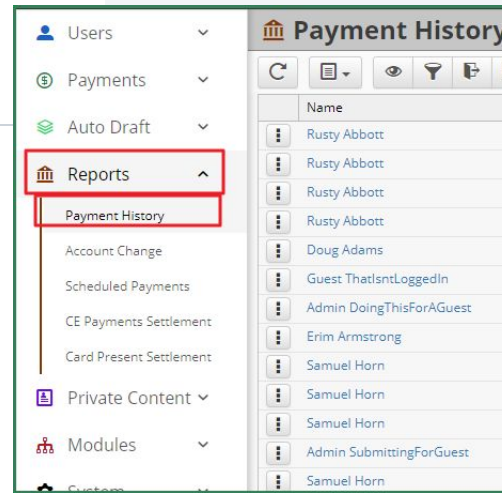 Users
Payments
Auto Draft
Reports
Payment History
Account Change
Scheduled Payments
CE Payments Settlement
Card Present Settlement
Private Content
Modules
System
Payment History
Name
Rusty Abbott
Rusty Abbott
Rusty Abbott
Rusty Abbott
Doug Adams
Guest ThatIsntLoggedIn
Admin DoingThisForAGuest
Erim Armstrong
Samuel Horn
Samuel Horn
Samuel Horn
Admin SubmittingForGuest
Samuel Horn